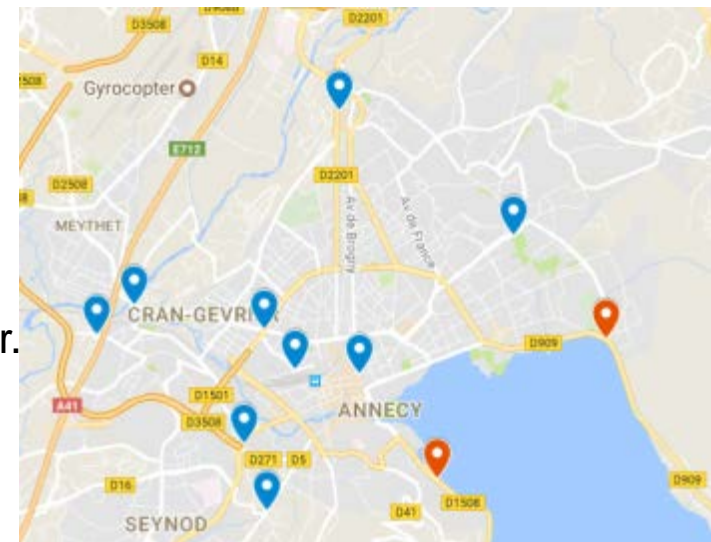 D3508
D2201
D14
1508
Gyrocopter
E712
D2201
D2508
MEYTHET
Av de Brogny
Av de France
CRAN-GEVRIER
r.
D909
D1501
A41
ANNECY
D3508
D271
D5
D16
D1508
D909
D41
SEYNOD